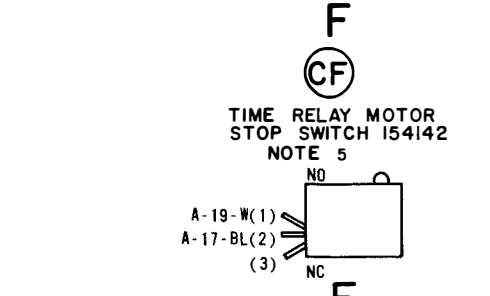 F
CF
TIME RELAY MOTOR
STOP SWITCH 154142
NOTE 5
NO
A-19-W(1)
A-17-BL(2)
(3)
NC